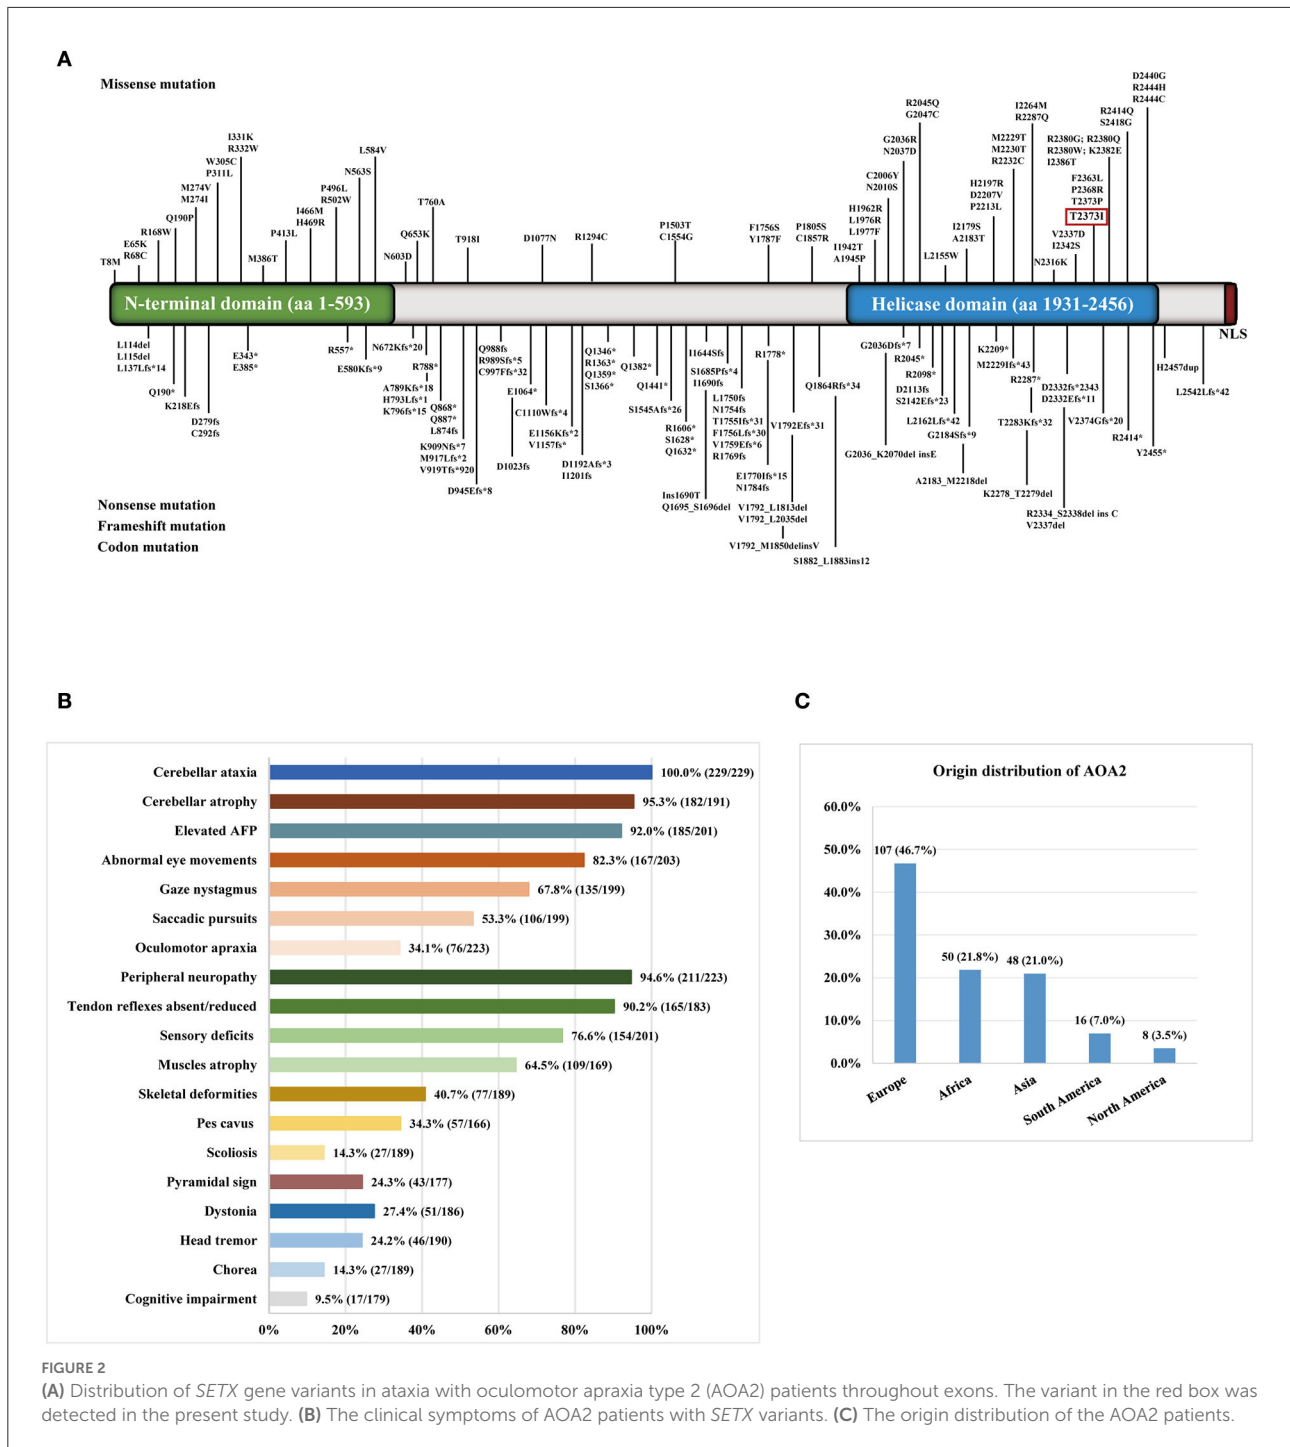 A
Missense mutation
T8M
E65K
R68C
R168W
Q190P
M274V
M274I
W305C
P311L
I331K
R332W
M386T
P413L
I466M
H469R
P496L
R502W
N563S
L584V
N603D
Q653K
T760A
T918I
D1077N
R1294C
P1503T
C1554G
F1756S
Y1787F
P1805S
C1857R
I1942T
A1945P
H1962R
L1976R
L1977F
C2006Y
N2010S
G2036R
N2037D
R2045Q
G2047C
L2155W
I2179S
A2183T
H2197R
D2207V
P2213L
M2229T
M2230T
R2232C
I2264M
R2287Q
N2316K
V2337D
I2342S
F2363L
P2368R
T2373P
T2373I
R2380G; R2380Q
R2380W; K2382E
I2386T
R2414Q
S2418G
D2440G
R2444H
R2444C
N-terminal domain (aa 1-593)
Helicase domain (aa 1931-2456)
NLS
L114del
L115del
L137Lfs*14
Q190*
K218Efs
D279fs
C292fs
E343*
E385*
R557*
E580Kfs*9
N672Kfs*20
R788*
A789Kfs*18
H793Lfs*1
K796fs*15
Q868*
Q887*
L874fs
K909Nfs*7
M917Lfs*2
V919Tfs*920
D945Efs*8
Q988fs
R989Sfs*5
C997Ffs*32
D1023fs
E1064*
C1110Wfs*4
E1156Kfs*2
V1157fs*
D1192Afs*3
I1201fs
Q1346*
R1363*
Q1359*
S1366*
Q1382*
Q1441*
S1545Afs*26
R1606*
S1628*
Q1632*
I1644Sfs
S1685Pfs*4
I1690fs
Ins1690T
Q1695_S1696del
L1750fs
N1754fs
T1755Ifs*31
F1756Lfs*30
V1759Efs*6
R1769fs
R1778*
E1770Ifs*15
N1784fs
V1792Efs*31
V1792_L1813del
V1792_L2035del
V1792_M1850delinsV
Q1864Rfs*34
S1882_L1883ins12
G2036Dfs*7
R2045*
R2098*
D2113fs
S2142Efs*23
G2036_K2070del insE
L2162Lfs*42
G2184Sfs*9
A2183_M2218del
K2209*
M2229Ifs*43
R2287*
T2283Kfs*32
K2278_T2279del
D2332fs*2343
D2332Efs*11
R2334_S2338del ins C
V2337del
V2374Gfs*20
R2414*
Y2455*
H2457dup
L2542Lfs*42
Nonsense mutation
Frameshift mutation
Codon mutation
B
Cerebellar ataxia 100.0% (229/229)
Cerebellar atrophy 95.3% (182/191)
Elevated AFP 92.0% (185/201)
Abnormal eye movements 82.3% (167/203)
Gaze nystagmus 67.8% (135/199)
Saccadic pursuits 53.3% (106/199)
Oculomotor apraxia 34.1% (76/223)
Peripheral neuropathy 94.6% (211/223)
Tendon reflexes absent/reduced 90.2% (165/183)
Sensory deficits 76.6% (154/201)
Muscles atrophy 64.5% (109/169)
Skeletal deformities 40.7% (77/189)
Pes cavus 34.3% (57/166)
Scoliosis 14.3% (27/189)
Pyramidal sign 24.3% (43/177)
Dystonia 27.4% (51/186)
Head tremor 24.2% (46/190)
Chorea 14.3% (27/189)
Cognitive impairment 9.5% (17/179)
0% 20% 40% 60% 80% 100%
C
Origin distribution of AOA2
60.0%
50.0%
40.0%
30.0%
20.0%
10.0%
0.0%
107 (46.7%)
50 (21.8%)
48 (21.0%)
16 (7.0%)
8 (3.5%)
Europe
Africa
Asia
South America
North America
FIGURE 2
(A) Distribution of SETX gene variants in ataxia with oculomotor apraxia type 2 (AOA2) patients throughout exons. The variant in the red box was
detected in the present study. (B) The clinical symptoms of AOA2 patients with SETX variants. (C) The origin distribution of the AOA2 patients.